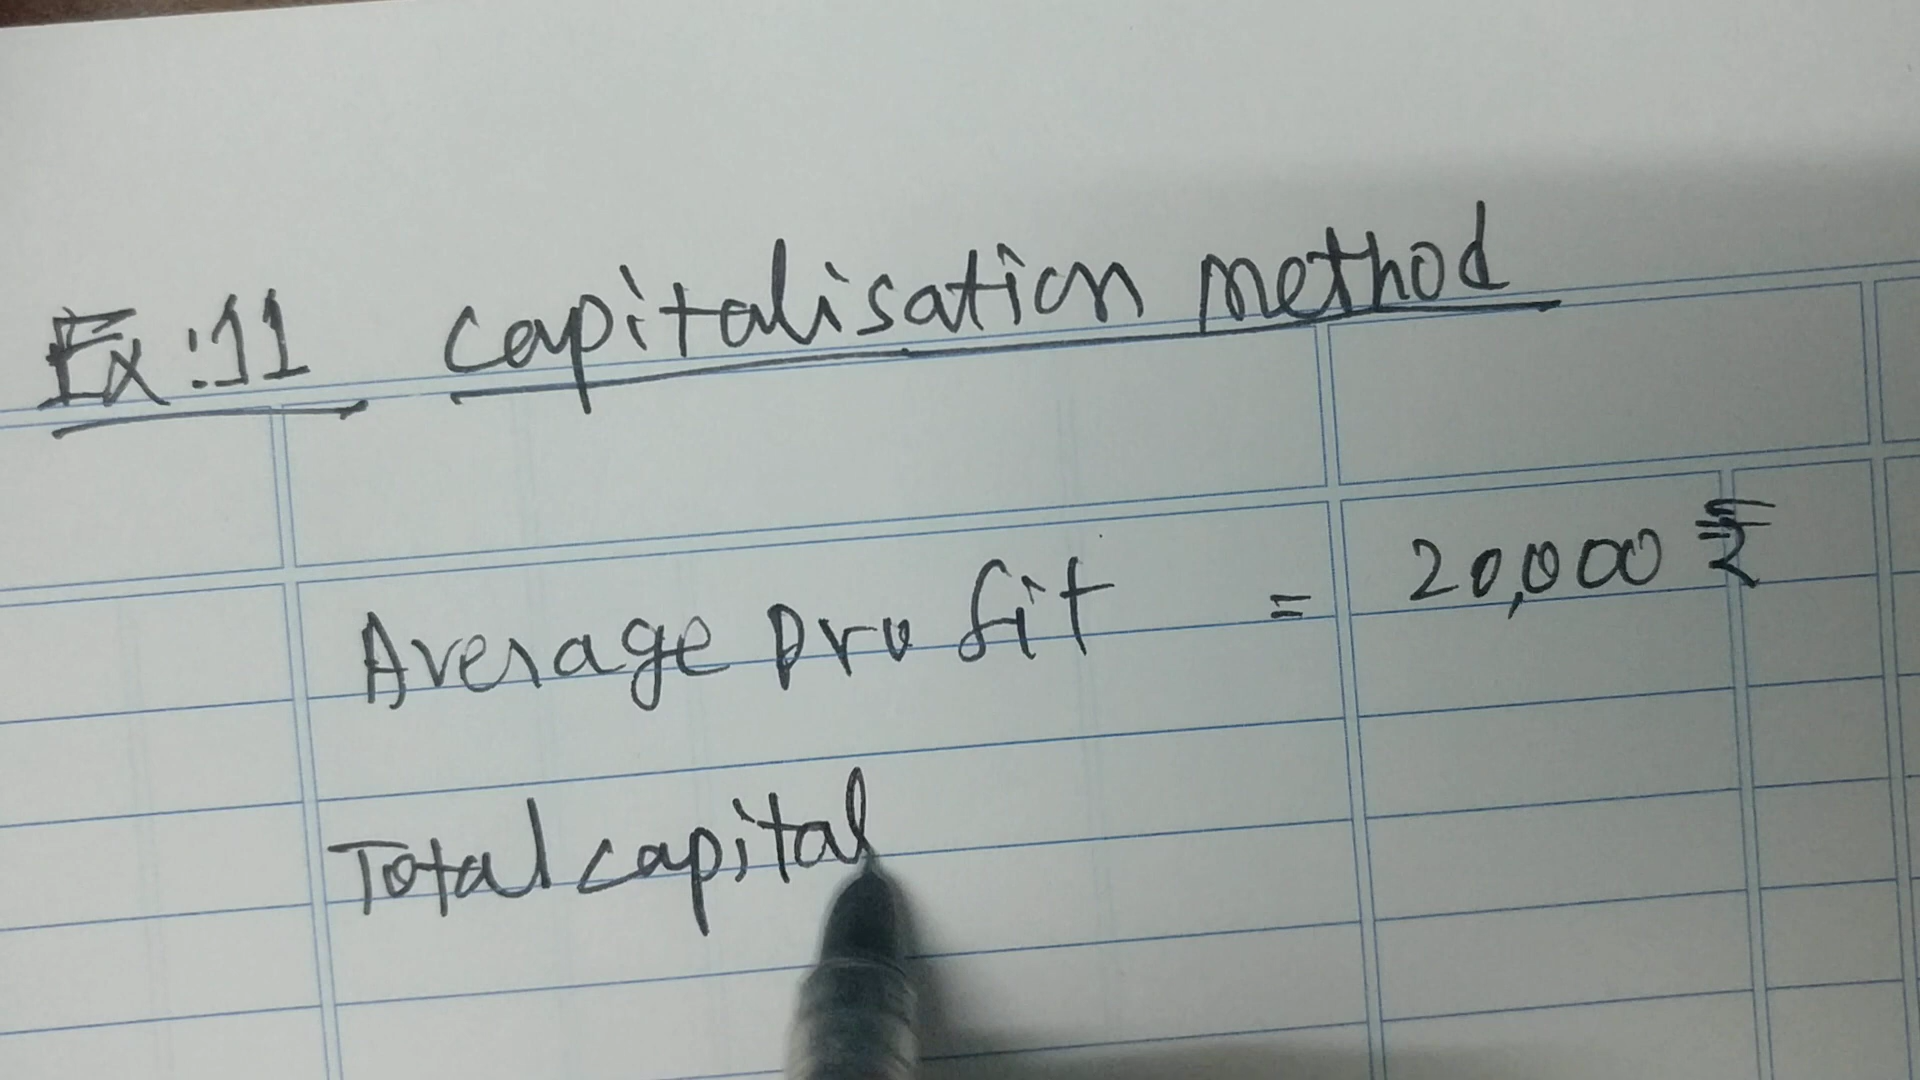 Ex:11 Capitalisation method
Average profit = 20,000 ₹
Total capital